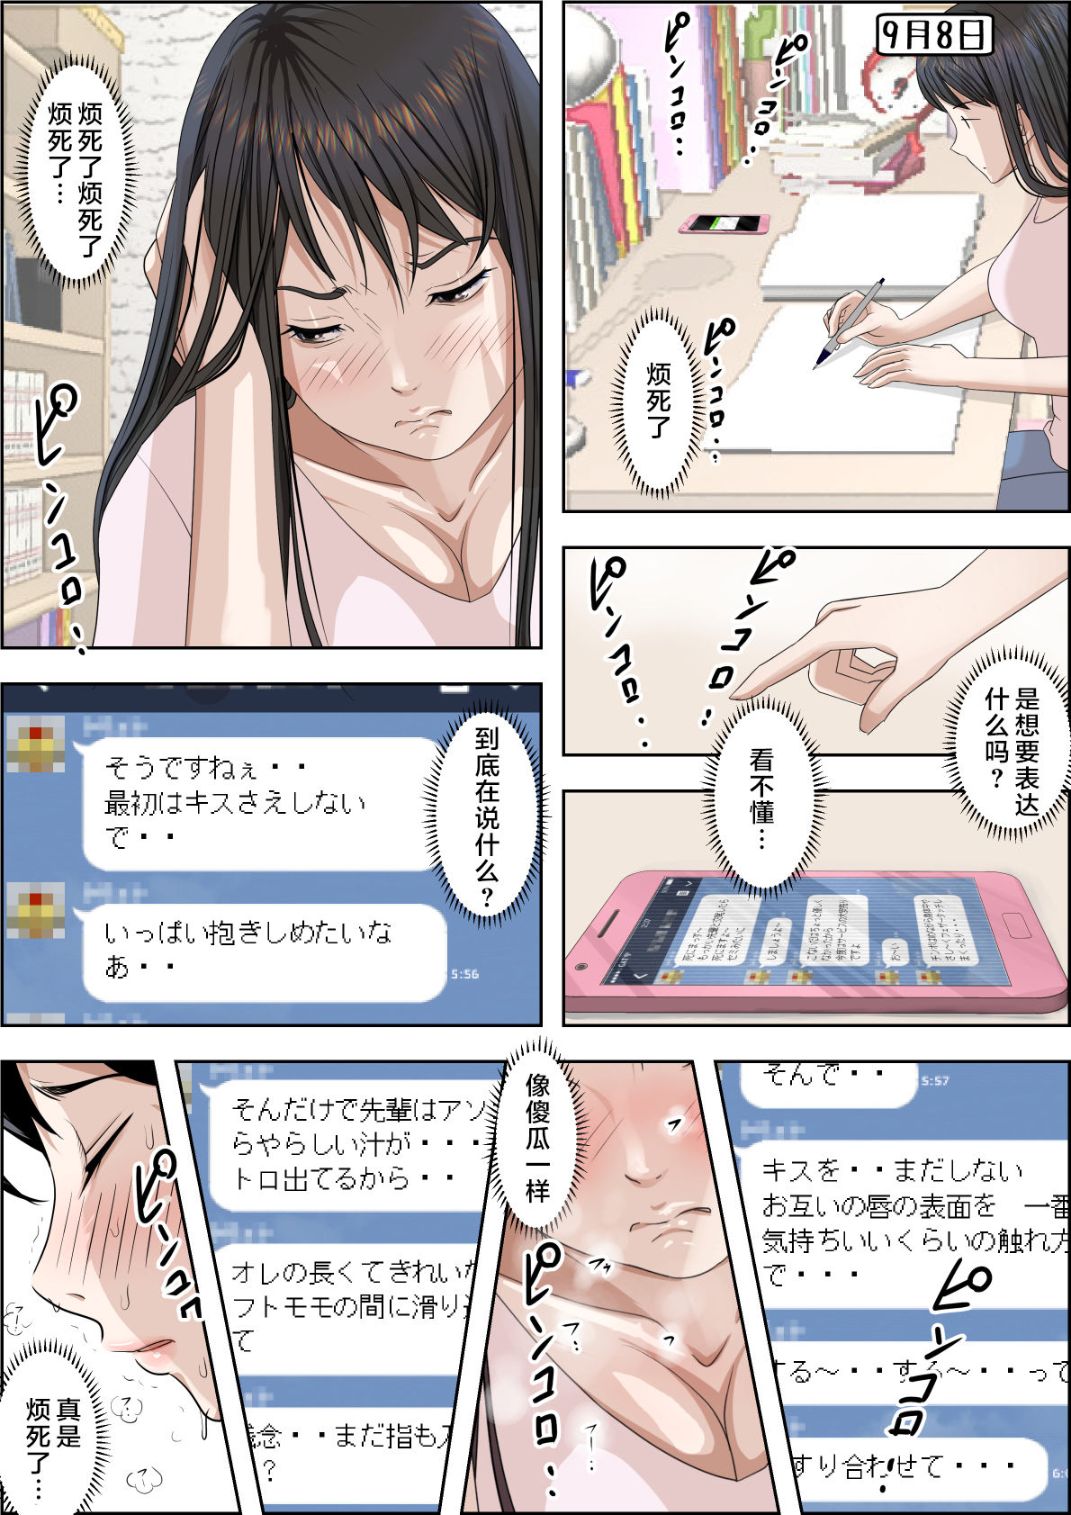 9月8日
ピンコロ・・
ピンコロ・・
烦死了
ピンコロ・・
烦死了烦死了
烦死了…
ピンコロ・・
ピンコロ・・
ピンコロ・・
是想要表达
什么吗?
看不懂…
到底在说什么?
そうですねぇ・・
最初はキスさえしない
で・・
いっぱい抱きしめたいな
あ・・
5:56
そんで・・
5:57
キスを・・まだしない
お互いの唇の表面を 一番
気持ちいいくらいの触れ方
で・・・
する～・・する～・・って
すり合わせて・・・
ピンコロ・・
像傻瓜一样
ピンコロ・・
そんだけで先輩はアソ
らやらしい汁が・・・
トロ出てるから・・
オレの長くてきれいな
フトモモの間に滑り込
て
念・・まだ指も入
?
ピンコロ
真是
烦死了…